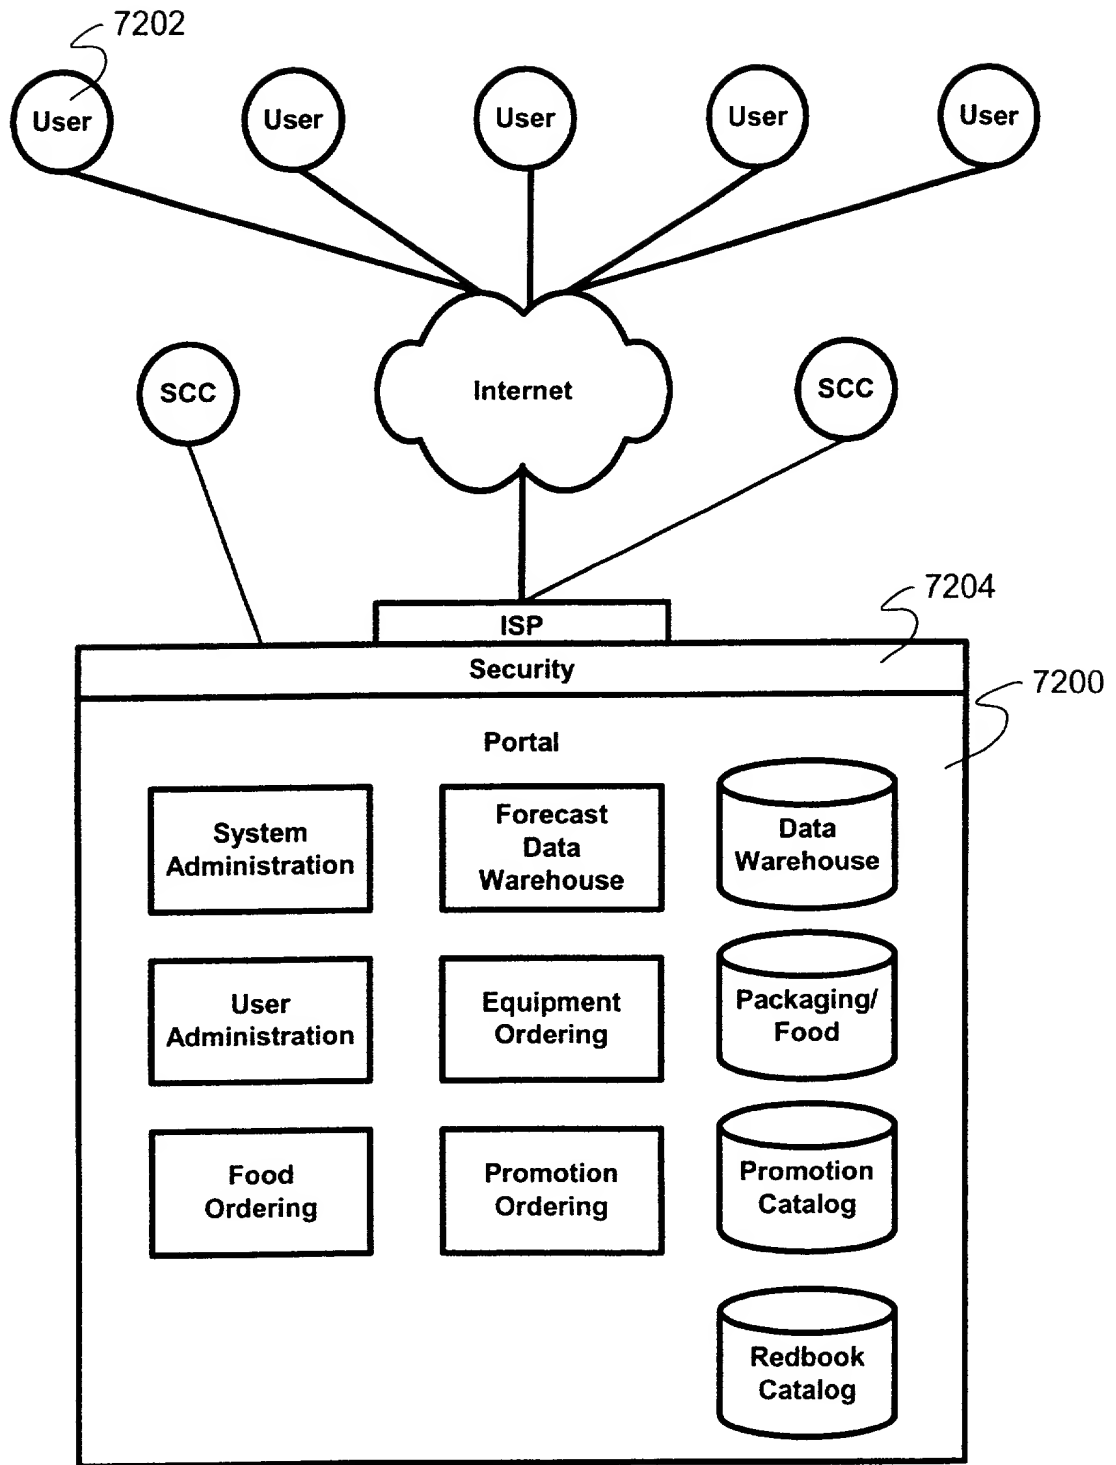 7202
User
User
User
User
User
SCC
Internet
SCC
7204
ISP
Security
7200
Portal
System
Administration
Forecast
Data
Warehouse
Data
Warehouse
User
Administration
Equipment
Ordering
Packaging/
Food
Food
Ordering
Promotion
Ordering
Promotion
Catalog
Redbook
Catalog